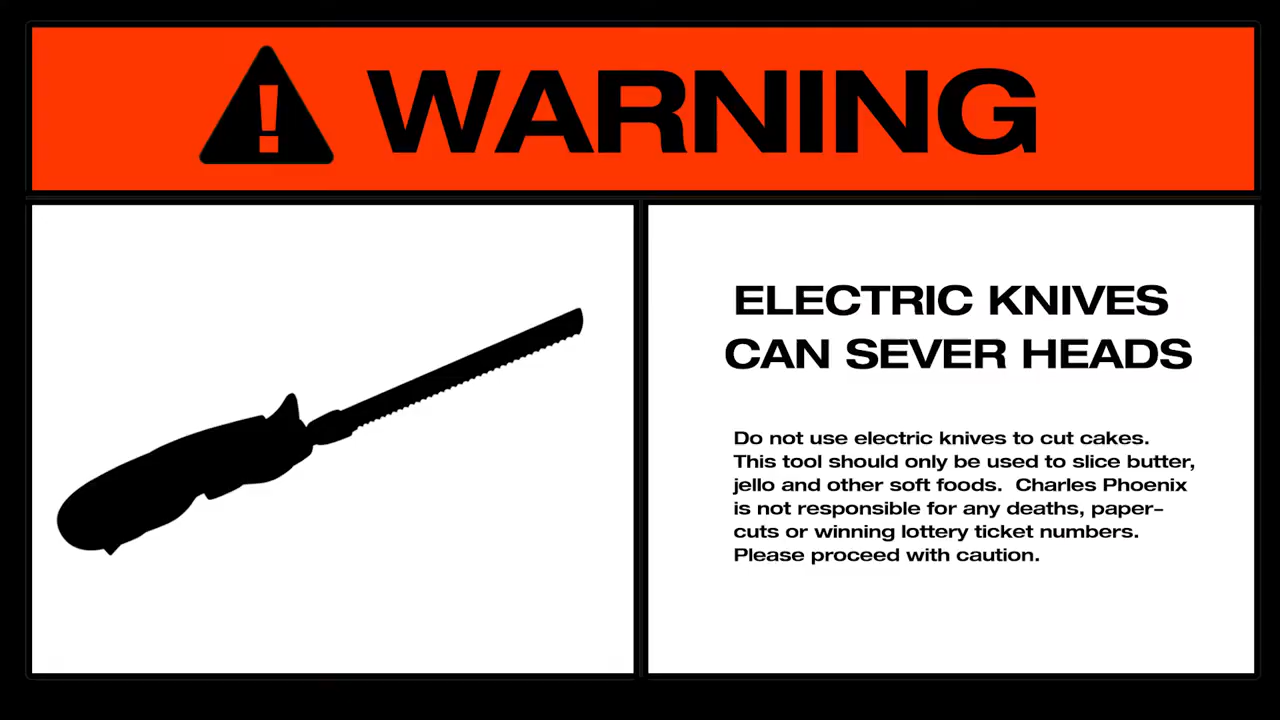 WARNING
ELECTRIC KNIVES
CAN SEVER HEADS
Do not use electric knives to cut cakes.
This tool should only be used to slice butter,
jello and other soft foods.  Charles Phoenix
is not responsible for any deaths, paper-
cuts or winning lottery ticket numbers.
Please proceed with caution.